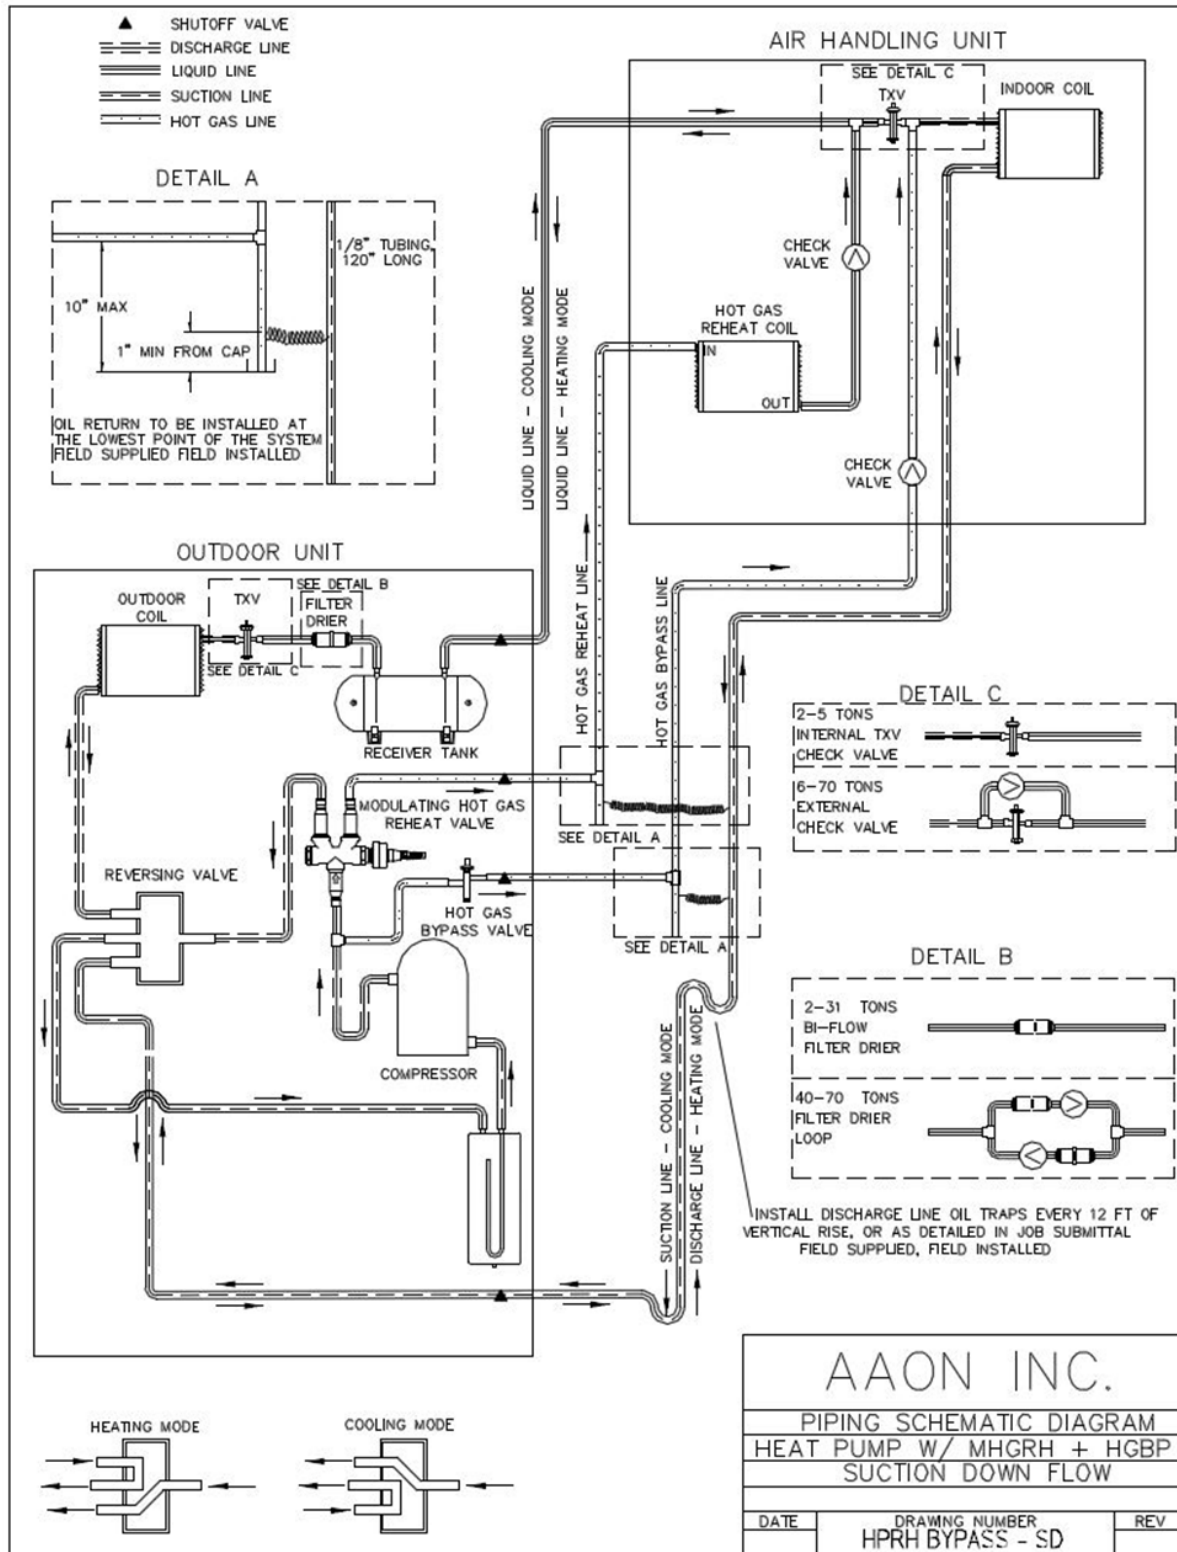 SHUTOFF VALVE
DISCHARGE LINE
LIQUID LINE
SUCTION LINE
HOT GAS LINE
DETAIL A
1/8" TUBING,
120" LONG
10" MAX
1" MIN FROM CAP
OIL RETURN TO BE INSTALLED AT
THE LOWEST POINT OF THE SYSTEM
FIELD SUPPLIED FIELD INSTALLED
AIR HANDLING UNIT
SEE DETAIL C
TXV
INDOOR COIL
CHECK
VALVE
HOT GAS
REHEAT COIL
IN
OUT
CHECK
VALVE
LIQUID LINE - COOLING MODE
LIQUID LINE - HEATING MODE
HOT GAS REHEAT LINE
HOT GAS BYPASS LINE
OUTDOOR UNIT
OUTDOOR
COIL
TXV
SEE DETAIL C
SEE DETAIL B
FILTER
DRIER
RECEIVER TANK
MODULATING HOT GAS
REHEAT VALVE
SEE DETAIL A
REVERSING VALVE
HOT GAS
BYPASS VALVE
SEE DETAIL A
COMPRESSOR
SUCTION LINE - COOLING MODE
DISCHARGE LINE - HEATING MODE
DETAIL C
2-5 TONS
INTERNAL TXV
CHECK VALVE
6-70 TONS
EXTERNAL
CHECK VALVE
DETAIL B
2-31 TONS
BI-FLOW
FILTER DRIER
40-70 TONS
FILTER DRIER
LOOP
INSTALL DISCHARGE LINE OIL TRAPS EVERY 12 FT OF
VERTICAL RISE, OR AS DETAILED IN JOB SUBMITTAL
FIELD SUPPLIED, FIELD INSTALLED
HEATING MODE
COOLING MODE
AAON INC.
PIPING SCHEMATIC DIAGRAM
HEAT PUMP W/ MHGRH + HGBP
SUCTION DOWN FLOW
DATE
DRAWING NUMBER
HPRH BYPASS - SD
REV